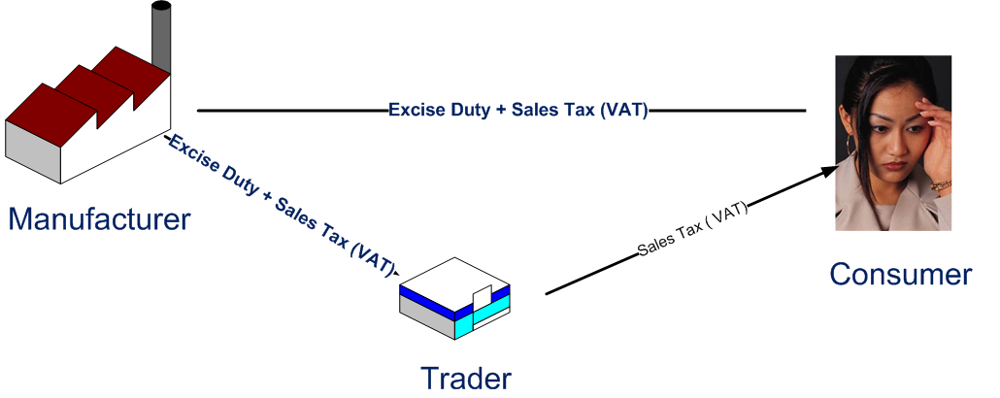 Excise Duty + Sales Tax (VAT)
Manufacturer
Excise Duty + Sales Tax (VAT)
Sales Tax ( VAT)
Consumer
Trader